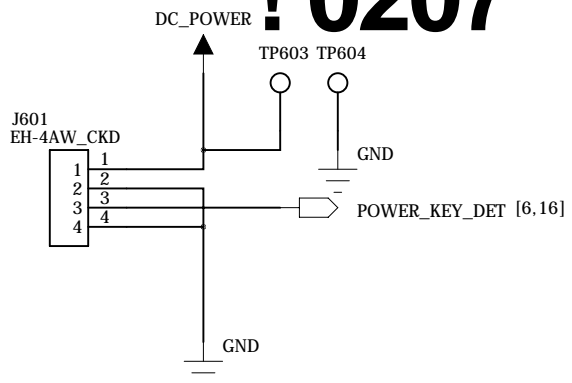 ! 0207
DC_POWER
TP603 TP604
J601
EH-4AW_CKD
GND
1 1
2 2
3 3
4 4
POWER_KEY_DET [6,16]
GND